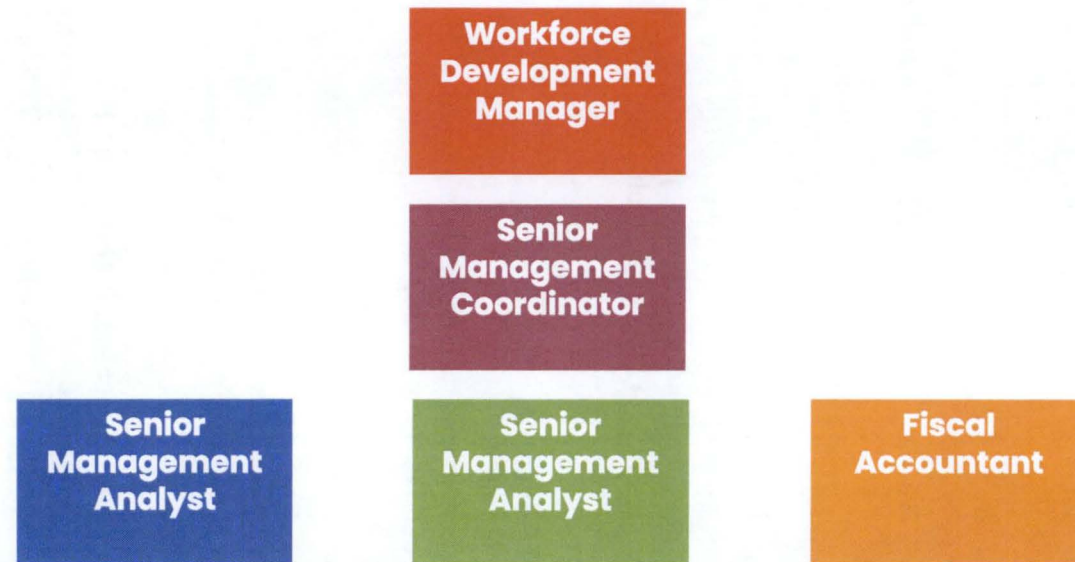 Workforce
Development
Manager
Senior
Management
Coordinator
Senior
Management
Analyst
Senior
Management
Analyst
Fiscal
Accountant